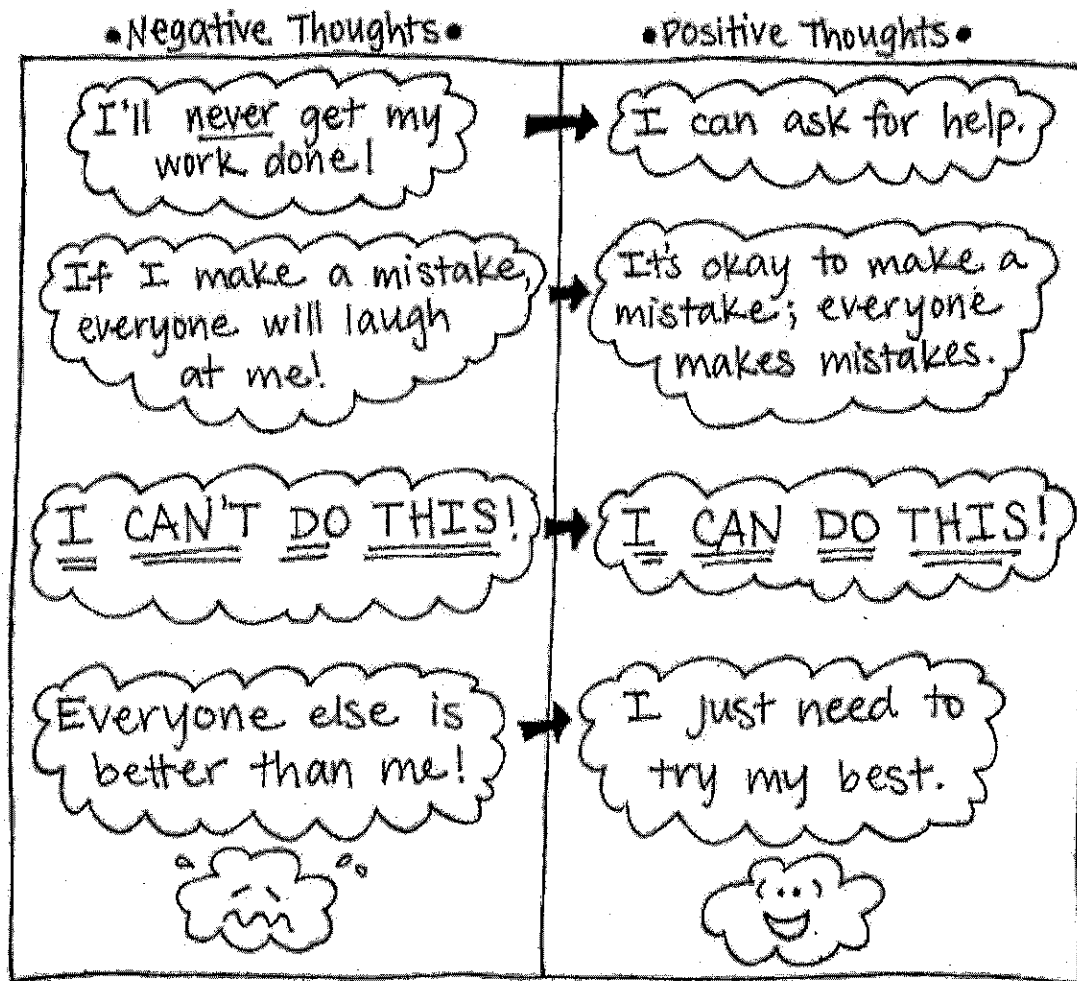 •Negative Thoughts•
•Positive Thoughts•
I'll never get my
work done!
I can ask for help.
If I make a mistake,
everyone will laugh
at me!
It's okay to make a
mistake; everyone
makes mistakes.
I CAN'T DO THIS!
I CAN DO THIS!
Everyone else is
better than me!
I just need to
try my best.